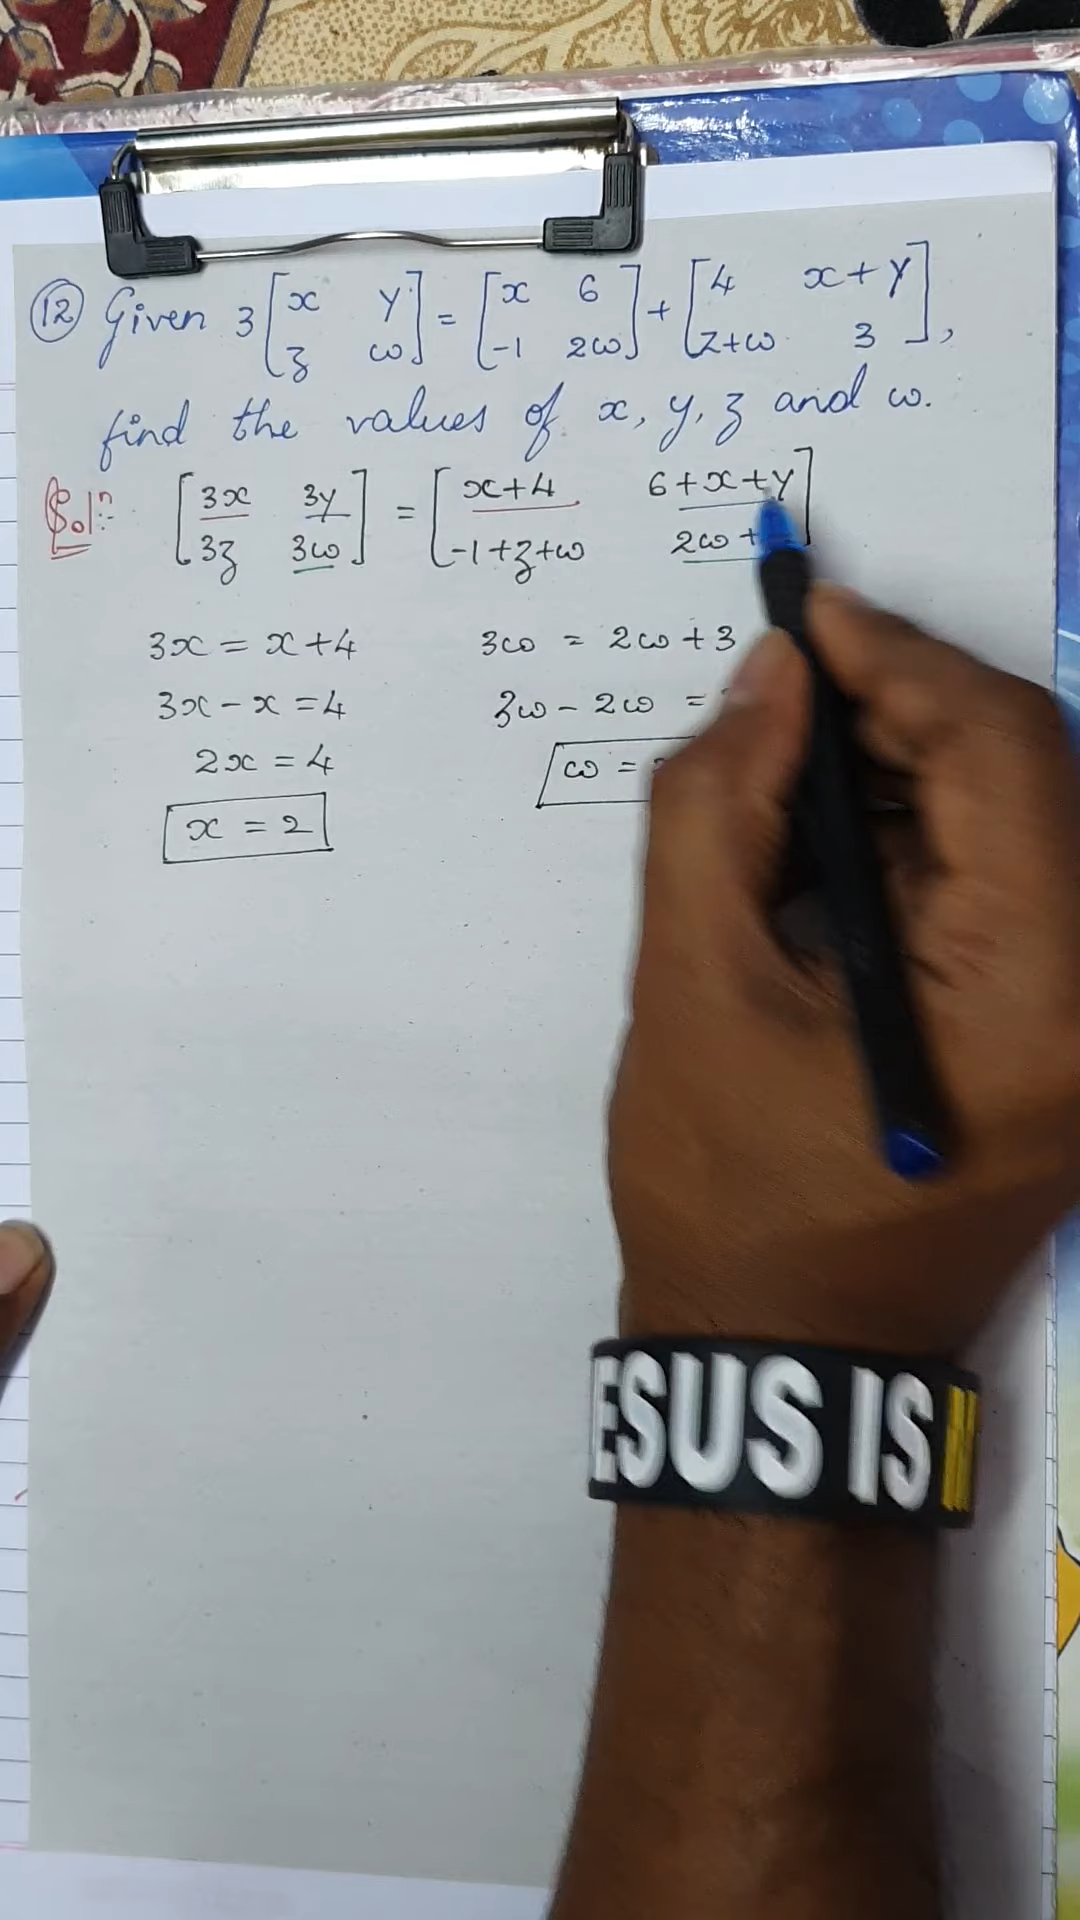 12 Given 3 [x y; z ω] = [x 6; -1 2ω] + [4 x+y; z+ω 3],
find the values of x, y, z and ω.
Soln:- [3x 3y; 3z 3ω] = [x+4 6+x+y; -1+z+ω 2ω+]
3x = x+4 3ω = 2ω+3
3x - x = 4 3ω - 2ω =
2x = 4 ω =
x = 2
ESUS IS